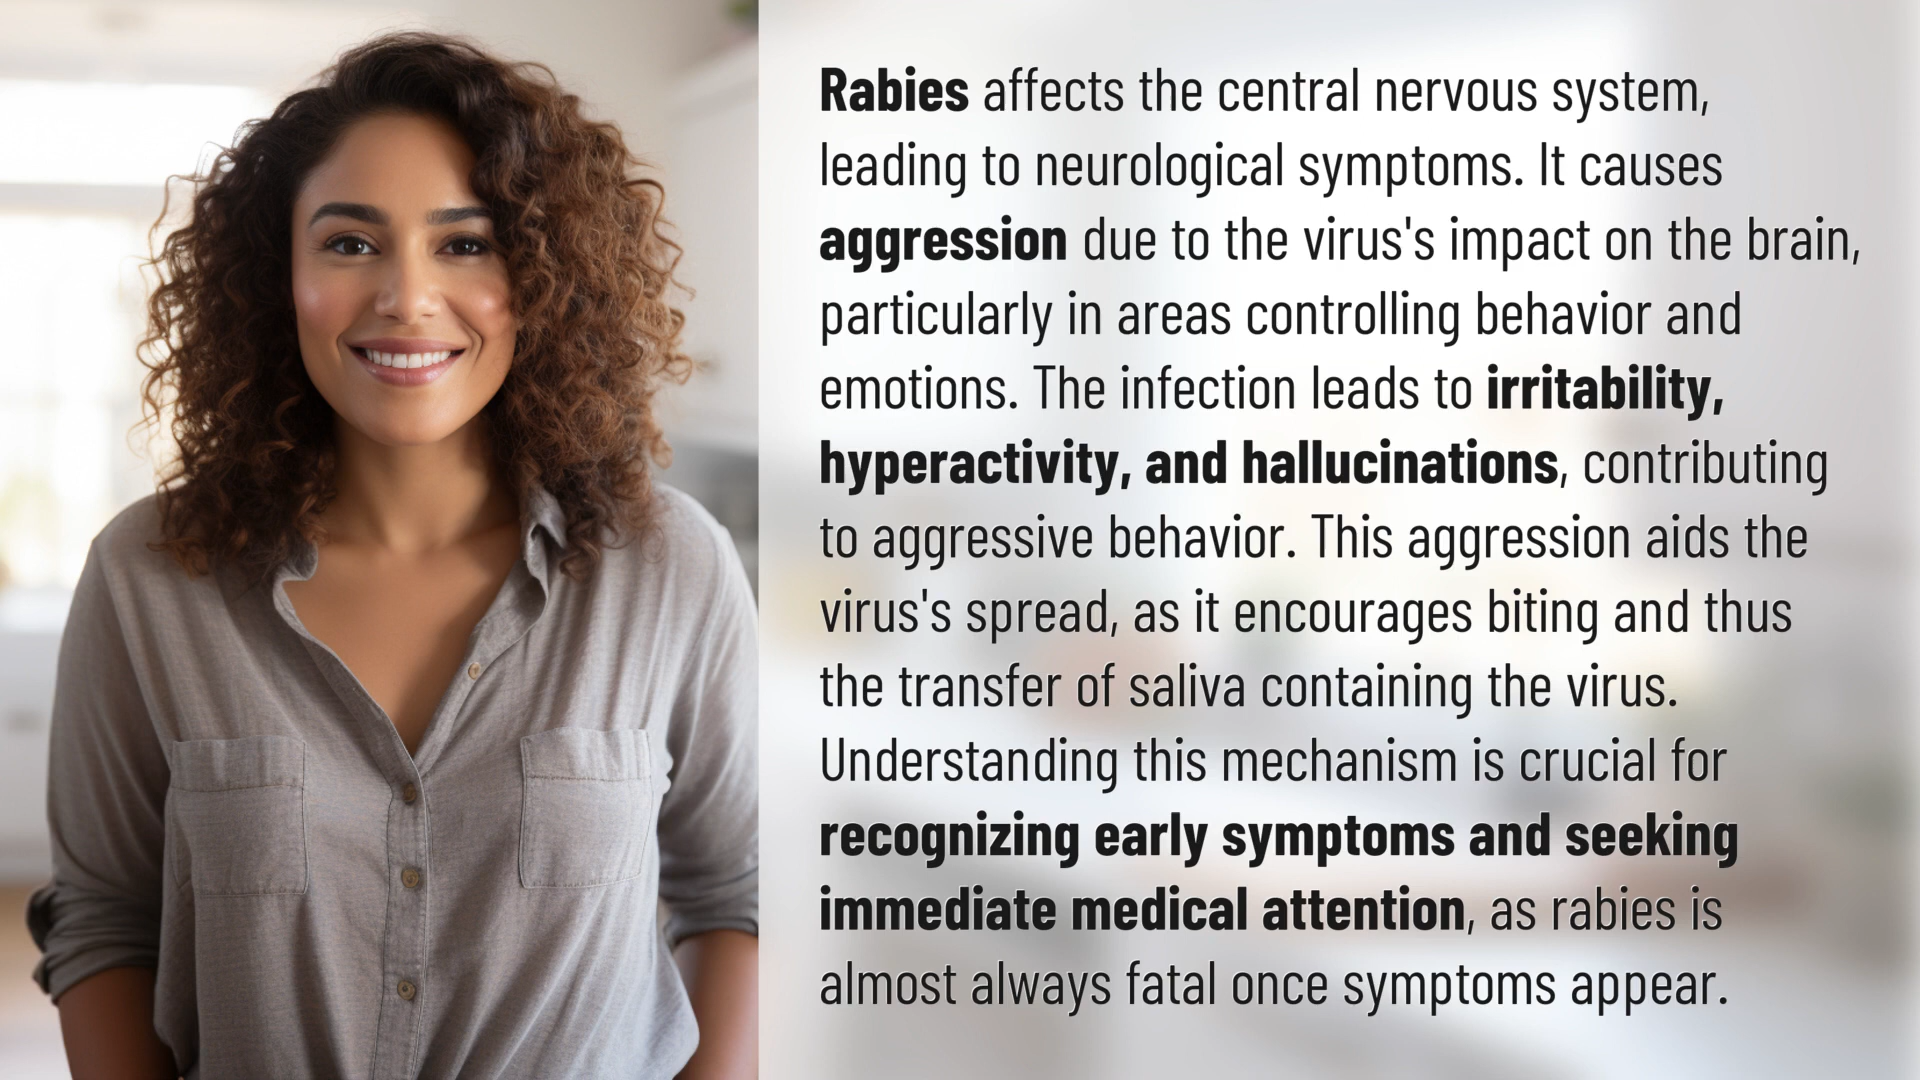 Rabies affects the central nervous system,
leading to neurological symptoms. It causes
aggression due to the virus's impact on the brain,
particularly in areas controlling behavior and
emotions. The infection leads to irritability,
hyperactivity, and hallucinations, contributing
to aggressive behavior. This aggression aids the
virus's spread, as it encourages biting and thus
the transfer of saliva containing the virus.
Understanding this mechanism is crucial for
recognizing early symptoms and seeking
immediate medical attention, as rabies is
almost always fatal once symptoms appear.